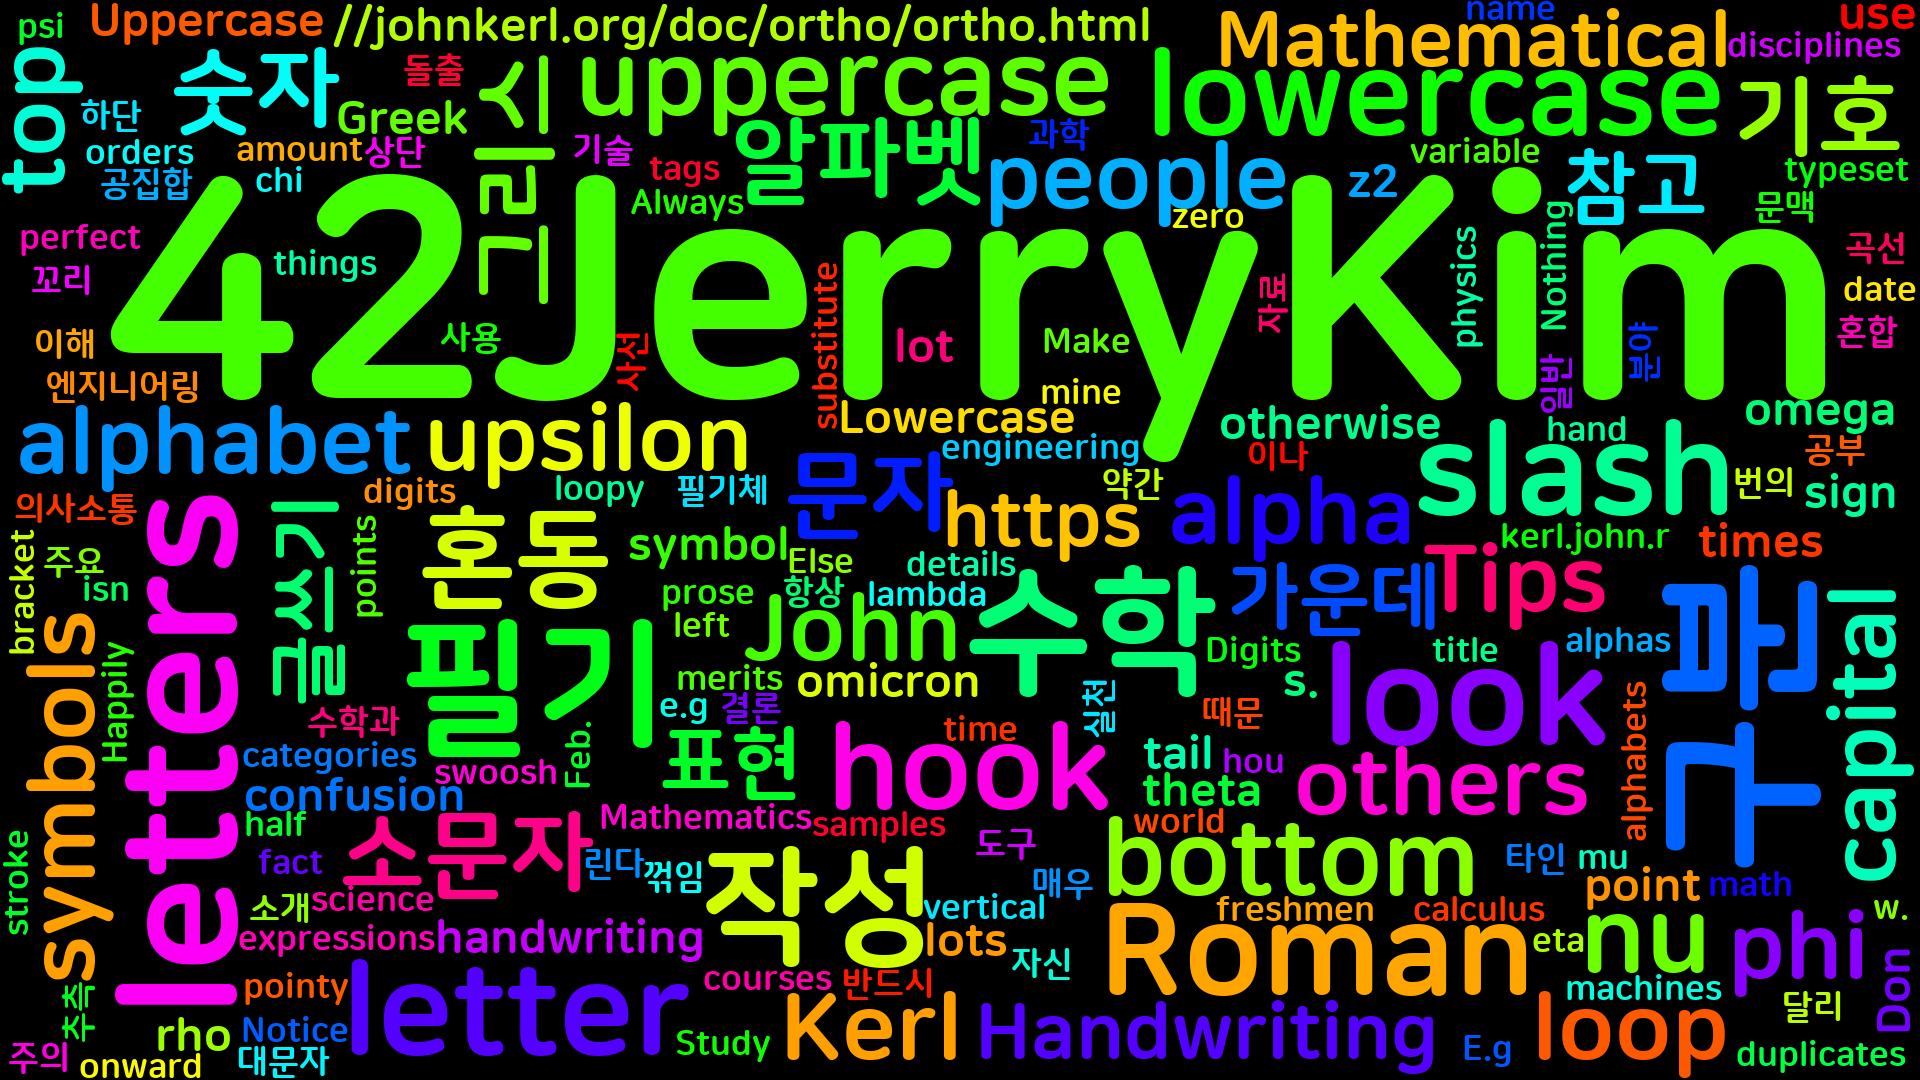 psi
Uppercase
//johnkerl.org/doc/ortho/ortho.html
Mathematical
name
use
disciplines
top
숫자
돌출
시
리
그
uppercase
lowercase
기호
하단
Greek
orders
amount
상단
기술
알파벳
과학
people
variable
typeset
공집합
chi
tags
Always
zero
z2
참고
문맥
perfect
꼬리
things
42JerryKim
physics
Nothing
곡선
date
혼합
이해
엔지니어링
사용
사선
substitute
lot
Make
mine
자료
일반
분야
alphabet
upsilon
Lowercase
engineering
otherwise
hand
omega
slash
이나
공부
의사소통
digits
loopy
필기체
문자
https
약간
alpha
번의
sign
bracket
주요
isn
글씨기
points
혼동
symbol
Else
details
kerl.john.r
times
Tips
symbols
Happily
letters
prose
항상
lambda
left
John
수학
가운데
Digits
title
alphas
구문
capital
필기
merits
omicron
s.
look
수학과
e.g
결론
실천
때문
alphabets
categories
swoosh
Feb.
표현
hook
time
tail
hou
theta
others
confusion
half
fact
소문자
Mathematics
samples
world
bottom
도구
타인
mu
stroke
소개
science
린다
꺾임
작성
매우
vertical
point
math
expressions
handwriting
lots
Roman
freshmen
calculus
eta
nu
phi
w.
pointy
letter
courses
반드시
자신
machines
달리
Don
추측
rho
Notice
Study
Kerl
Handwriting
E.g
loop
duplicates
주의
onward
대문자